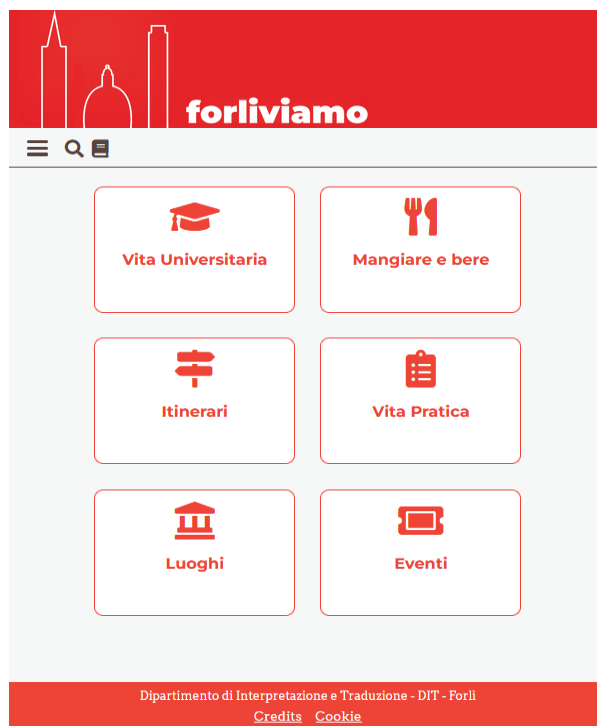 forliviamo
Vita Universitaria
Mangiare e bere
Itinerari
Vita Pratica
Luoghi
Eventi
Dipartimento di Interpretazione e Traduzione - DIT - Forlì
Credits Cookie